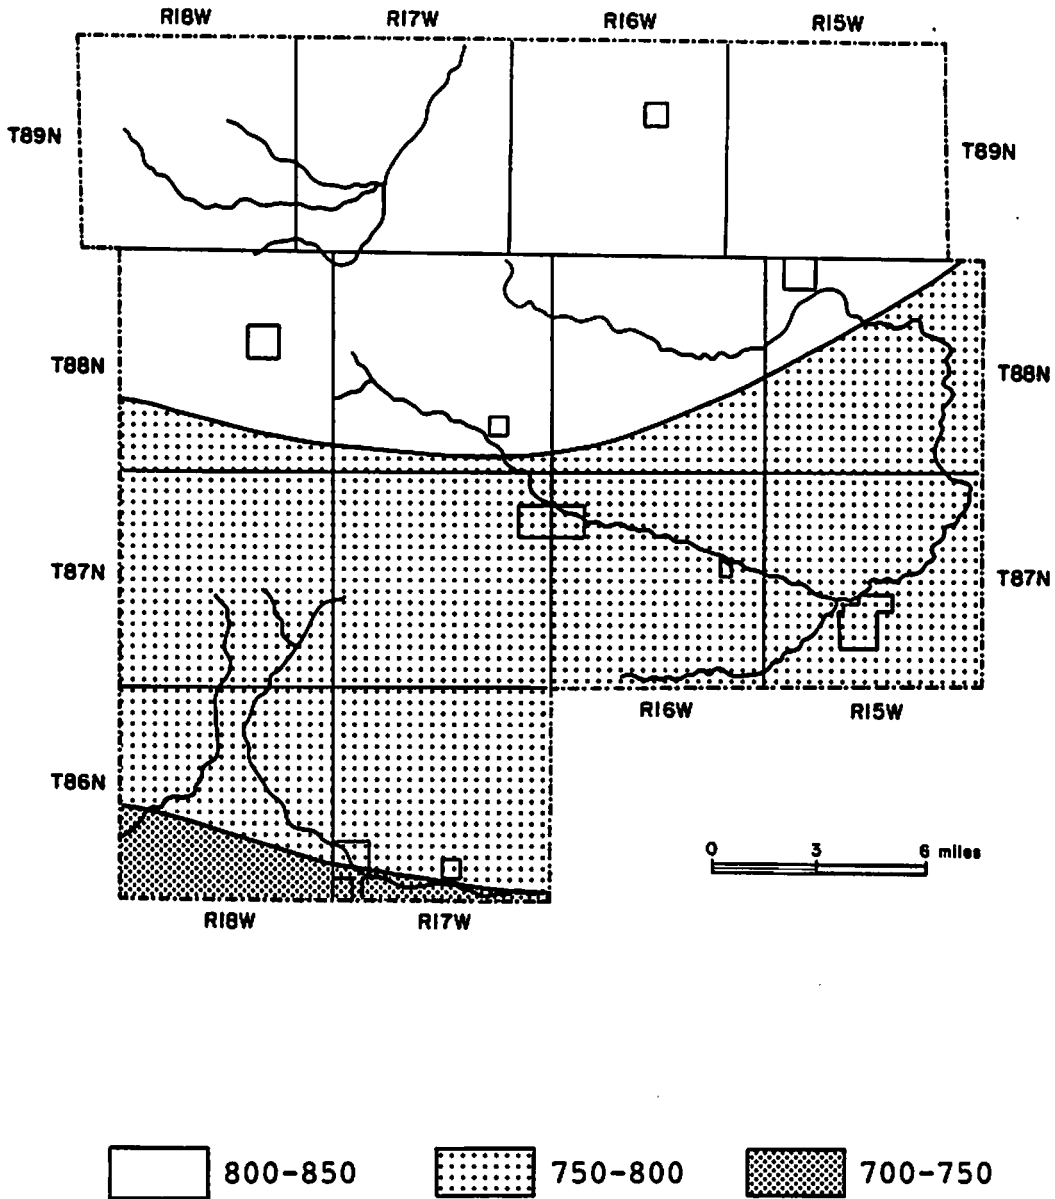 R18W R17W R16W R15W
T89N T89N
T88N T88N
T87N T87N
R16W R15W
T86N
0 3 6 miles
R18W R17W
800-850 750-800 700-750